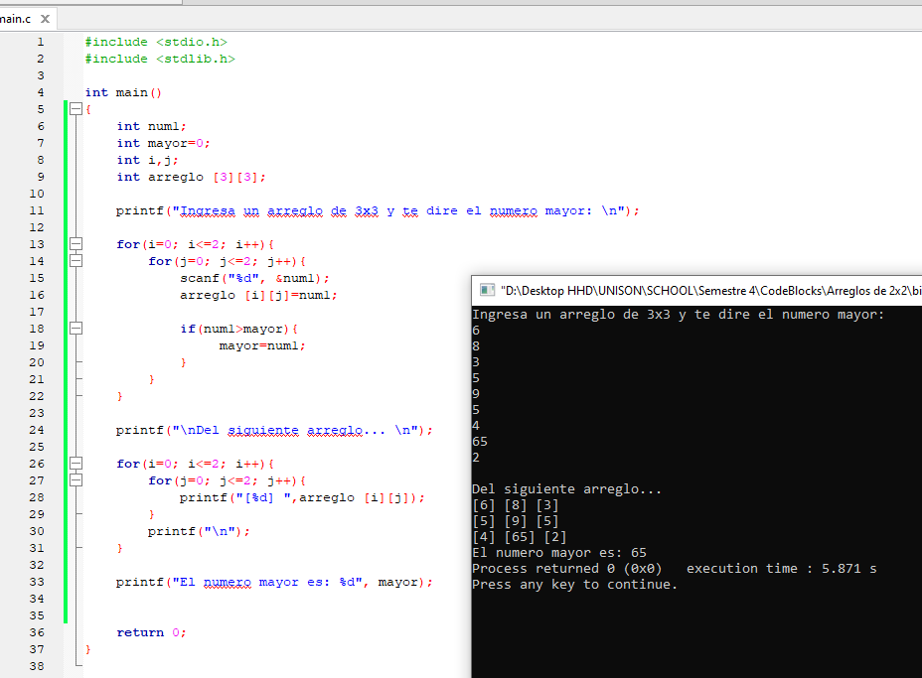 main.c X
1 #include <stdio.h>
2 #include <stdlib.h>
3
4 int main()
5 {
6 int num1;
7 int mayor=0;
8 int i,j;
9 int arreglo [3][3];
10
11 printf("Ingresa un arreglo de 3x3 y te dire el numero mayor: \n");
12
13 for(i=0; i<=2; i++){
14 for(j=0; j<=2; j++){
15 scanf("%d", &num1);
16 arreglo [i][j]=num1;
17
18 if(num1>mayor){
19 mayor=num1;
20 }
21 }
22 }
23
24 printf("\nDel siguiente arreglo... \n");
25
26 for(i=0; i<=2; i++){
27 for(j=0; j<=2; j++){
28 printf("[%d] ",arreglo [i][j]);
29 }
30 printf("\n");
31 }
32
33 printf("El numero mayor es: %d", mayor);
34
35
36 return 0;
37 }
38
"D:\Desktop HHD\UNISON\SCHOOL\Semestre 4\CodeBlocks\Arreglos de 2x2\bi
Ingresa un arreglo de 3x3 y te dire el numero mayor:
6
8
3
5
9
5
4
65
2
Del siguiente arreglo...
[6] [8] [3]
[5] [9] [5]
[4] [65] [2]
El numero mayor es: 65
Process returned 0 (0x0) execution time : 5.871 s
Press any key to continue.